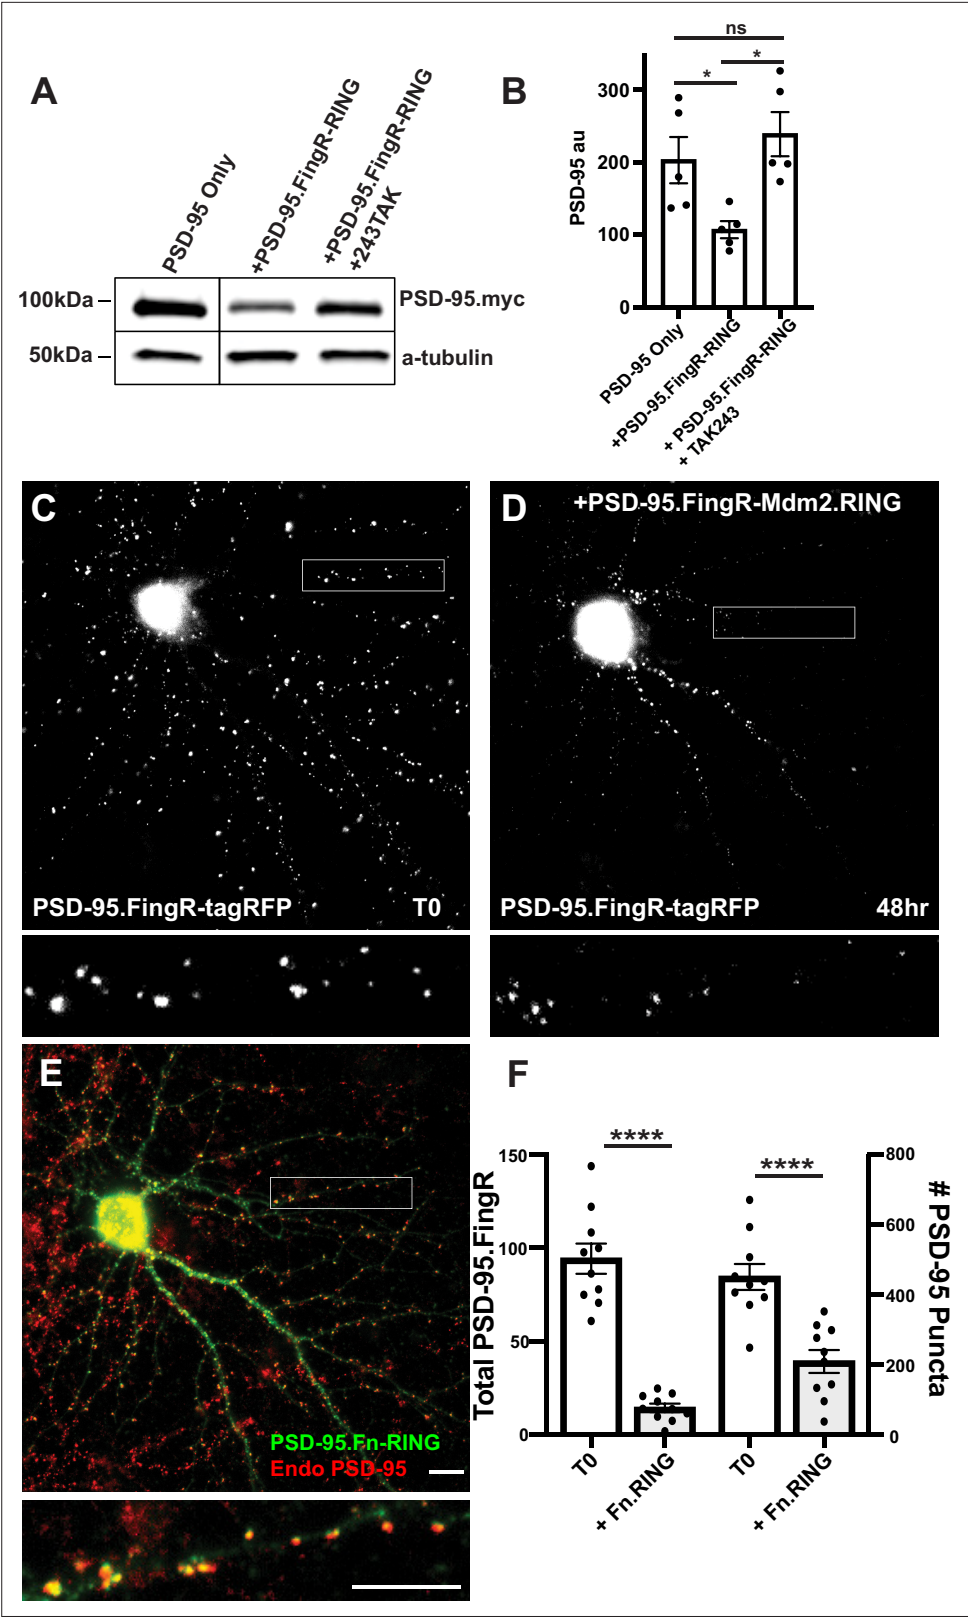 A
PSD-95 Only
+PSD-95.FingR-RING
+PSD-95.FingR-RING
+243TAK
100kDa
PSD-95.myc
50kDa
a-tubulin
B
ns
*
*
PSD-95 au
300
200
100
0
PSD-95 Only
+PSD-95.FingR-RING
+ PSD-95.FingR-RING
+ TAK243
C
PSD-95.FingR-tagRFP
T0
D
+PSD-95.FingR-Mdm2.RING
PSD-95.FingR-tagRFP
48hr
E
PSD-95.Fn-RING
Endo PSD-95
F
****
****
Total PSD-95.FingR
150
100
50
0
800
600
400
200
0
# PSD-95 Puncta
T0
+ Fn.RING
T0
+ Fn.RING